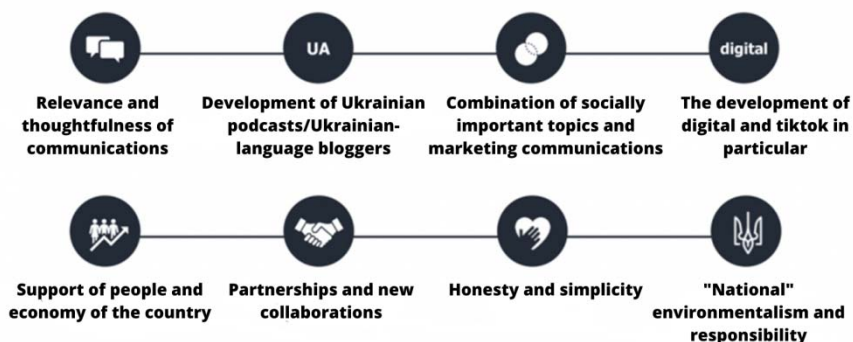 UA
digital
Relevance and
thoughtfulness of
communications
Development of Ukrainian
podcasts/Ukrainian-
language bloggers
Combination of socially
important topics and
marketing communications
The development of
digital and tiktok in
particular
Support of people and
economy of the country
Partnerships and new
collaborations
Honesty and simplicity
"National"
environmentalism and
responsibility